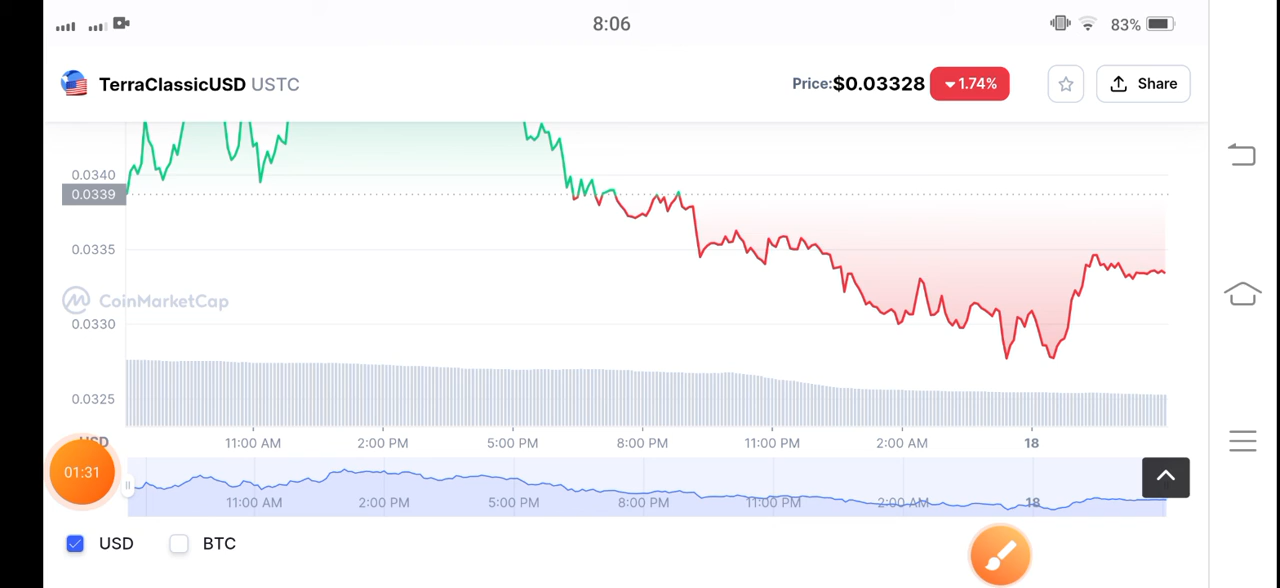 8:06
83%
TerraClassicUSD USTC
Price:$0.03328 1.74%
Share
0.0340
0.0339
0.0335
CoinMarketCap
0.0330
0.0325
USD
11:00 AM 2:00 PM 5:00 PM 8:00 PM 11:00 PM 2:00 AM 18
01:31
11:00 AM 2:00 PM 5:00 PM 8:00 PM 11:00 PM 2:00 AM 18
USD BTC